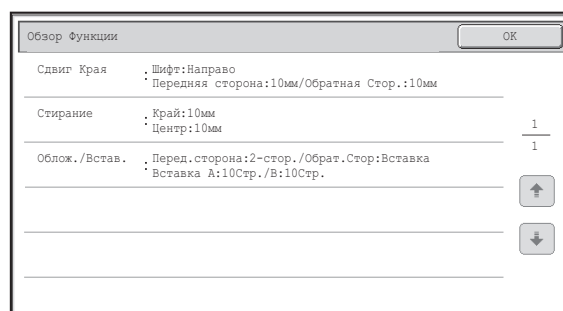 Обзор Функции
OK
Сдвиг Края : Шифт:Направо
Передняя сторона:10мм/Обратная Стор.:10мм
Стирание : Край:10мм
Центр:10мм
Облож./Встав. : Перед.сторона:2-стор./Обрат.Стор:Вставка
Вставка A:10Стр./B:10Стр.
1
1